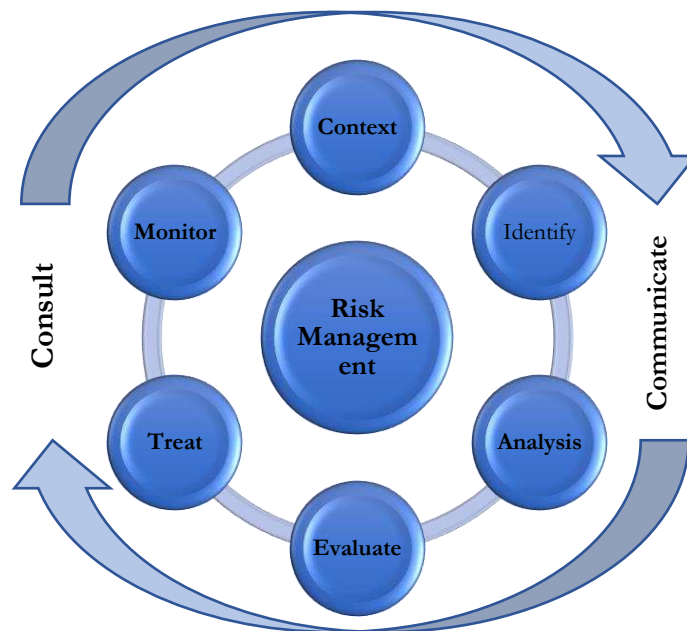 Context
Identify
Analysis
Evaluate
Treat
Monitor
Risk
Managem
ent
Consult
Communicate